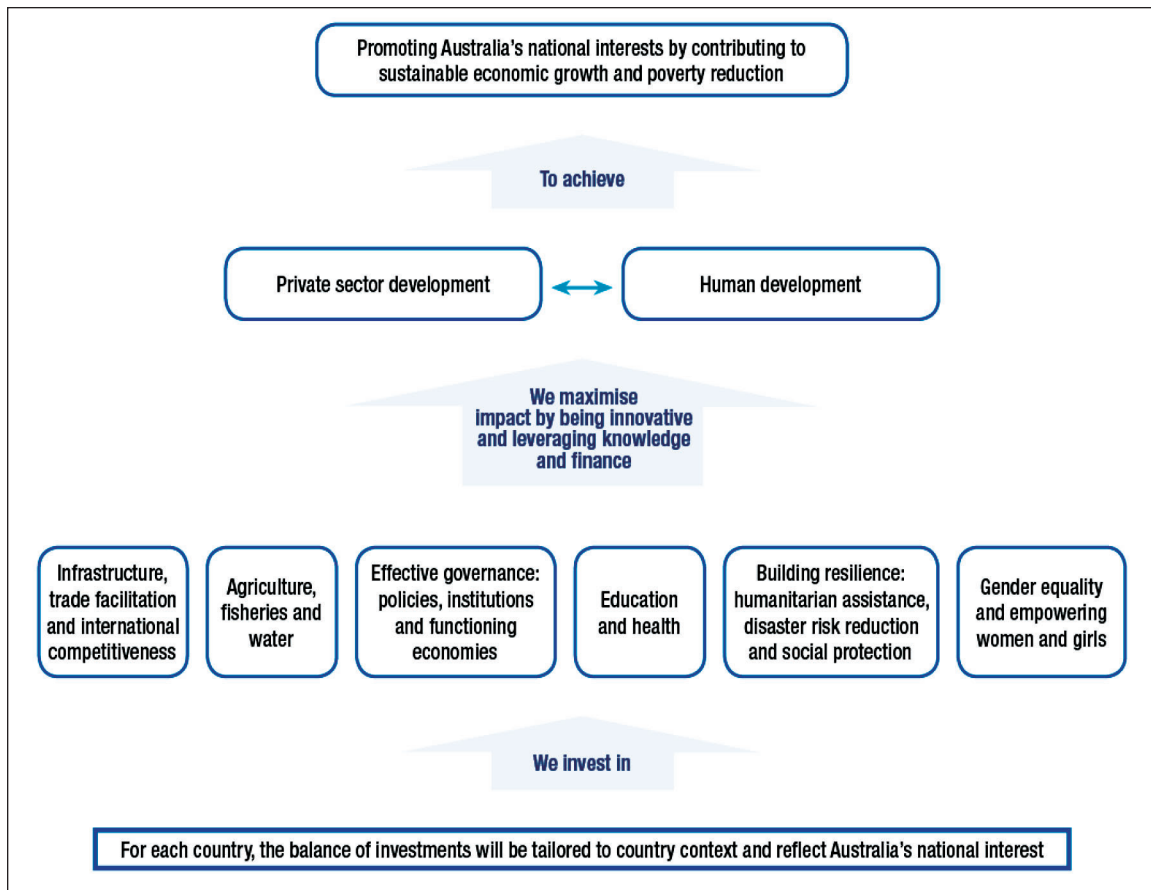 Promoting Australia’s national interests by contributing to
sustainable economic growth and poverty reduction
To achieve
Private sector development
Human development
We maximise
impact by being innovative
and leveraging knowledge
and finance
Infrastructure,
trade facilitation
and international
competitiveness
Agriculture,
fisheries and
water
Effective governance:
policies, institutions
and functioning
economies
Education
and health
Building resilience:
humanitarian assistance,
disaster risk reduction
and social protection
Gender equality
and empowering
women and girls
We invest in
For each country, the balance of investments will be tailored to country context and reflect Australia’s national interest